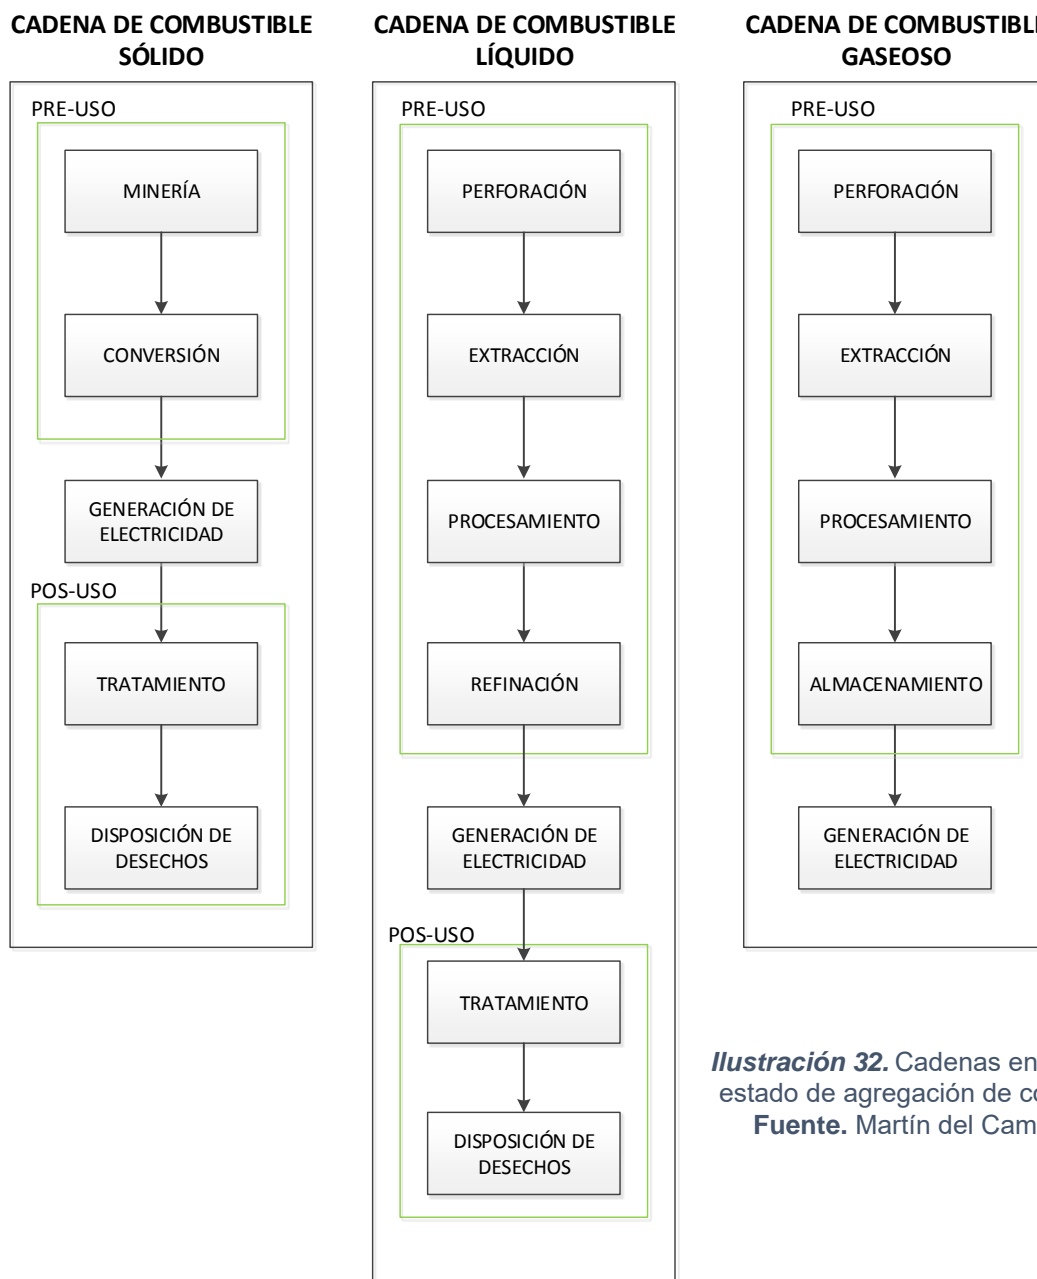 CADENA DE COMBUSTIBLE
SÓLIDO
PRE-USO
MINERÍA
CONVERSIÓN
GENERACIÓN DE
ELECTRICIDAD
POS-USO
TRATAMIENTO
DISPOSICIÓN DE
DESECHOS
CADENA DE COMBUSTIBLE
LÍQUIDO
PRE-USO
PERFORACIÓN
EXTRACCIÓN
PROCESAMIENTO
REFINACIÓN
GENERACIÓN DE
ELECTRICIDAD
POS-USO
TRATAMIENTO
DISPOSICIÓN DE
DESECHOS
CADENA DE COMBUSTIBLE
GASEOSO
PRE-USO
PERFORACIÓN
EXTRACCIÓN
PROCESAMIENTO
ALMACENAMIENTO
GENERACIÓN DE
ELECTRICIDAD
Ilustración 32. Cadenas en
estado de agregación de
Fuente. Martín del Cam